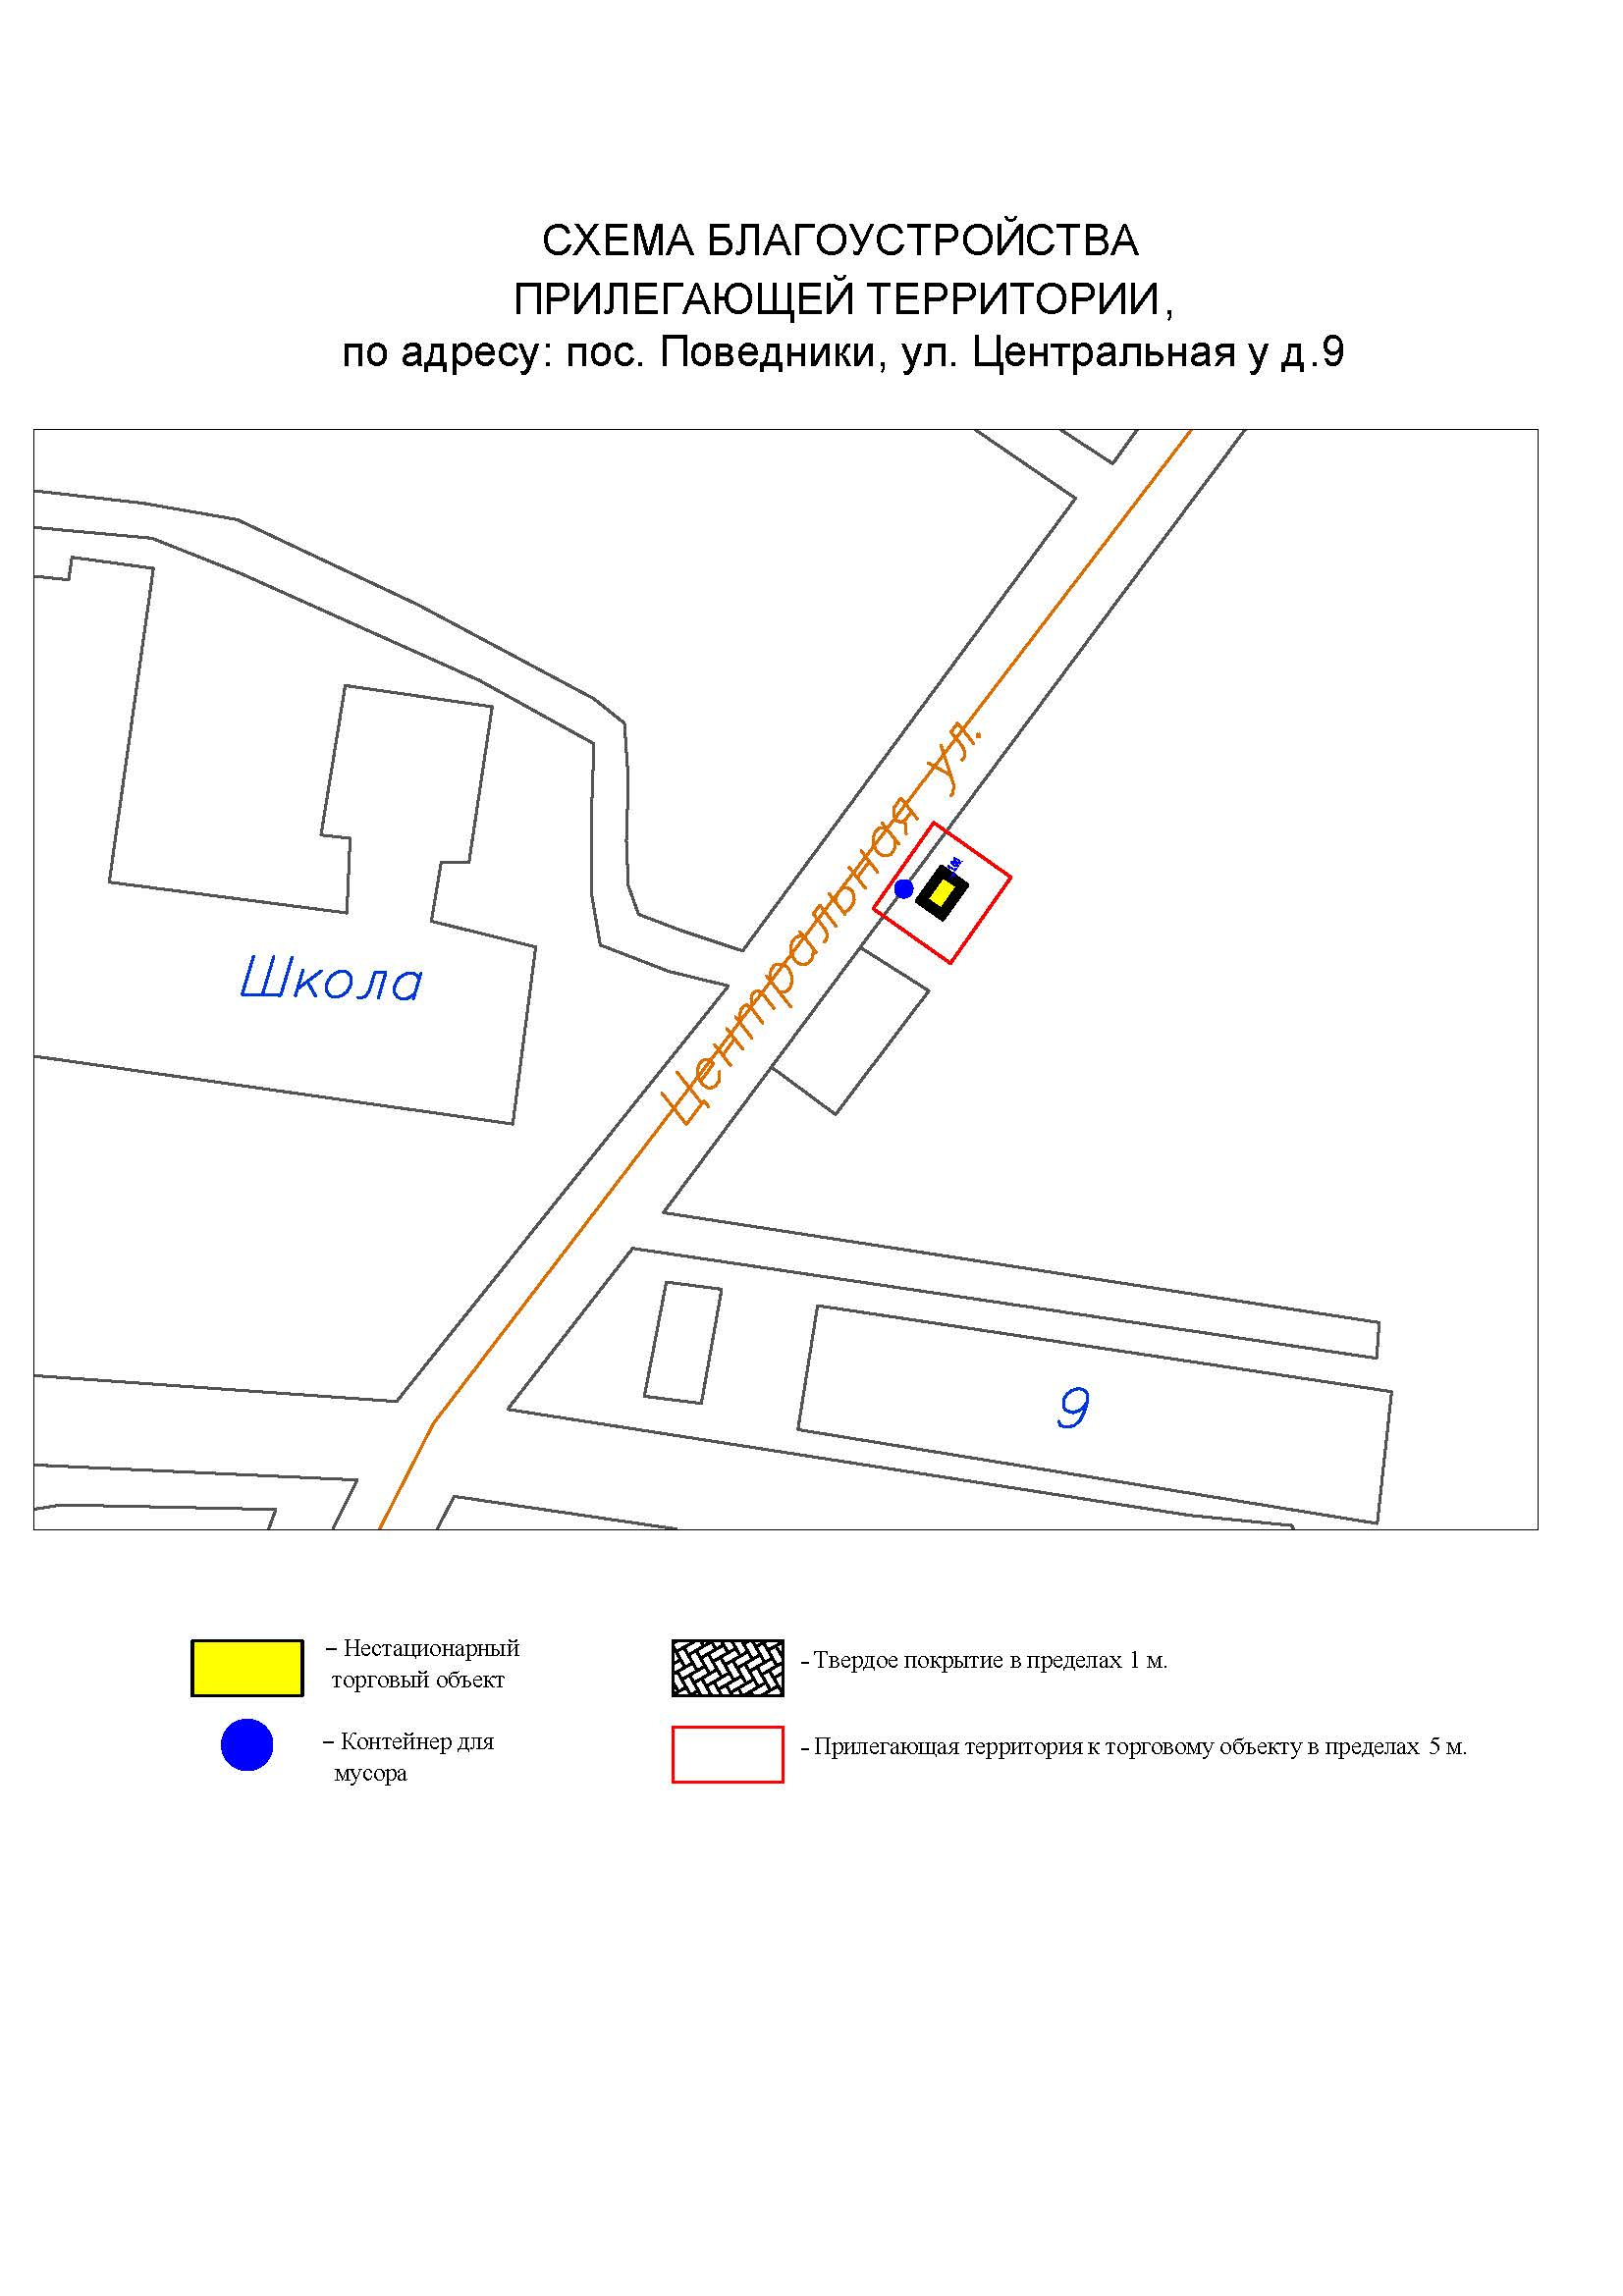 СХЕМА БЛАГОУСТРОЙСТВА
ПРИЛЕГАЮЩЕЙ ТЕРРИТОРИИ,
по адресу: пос. Поведники, ул. Центральная у д.9
Центральная ул.
Школа
9
– Нестационарный
торговый объект
– Твердое покрытие в пределах 1 м.
– Контейнер для
мусора
– Прилегающая территория к торговому объекту в пределах 5 м.